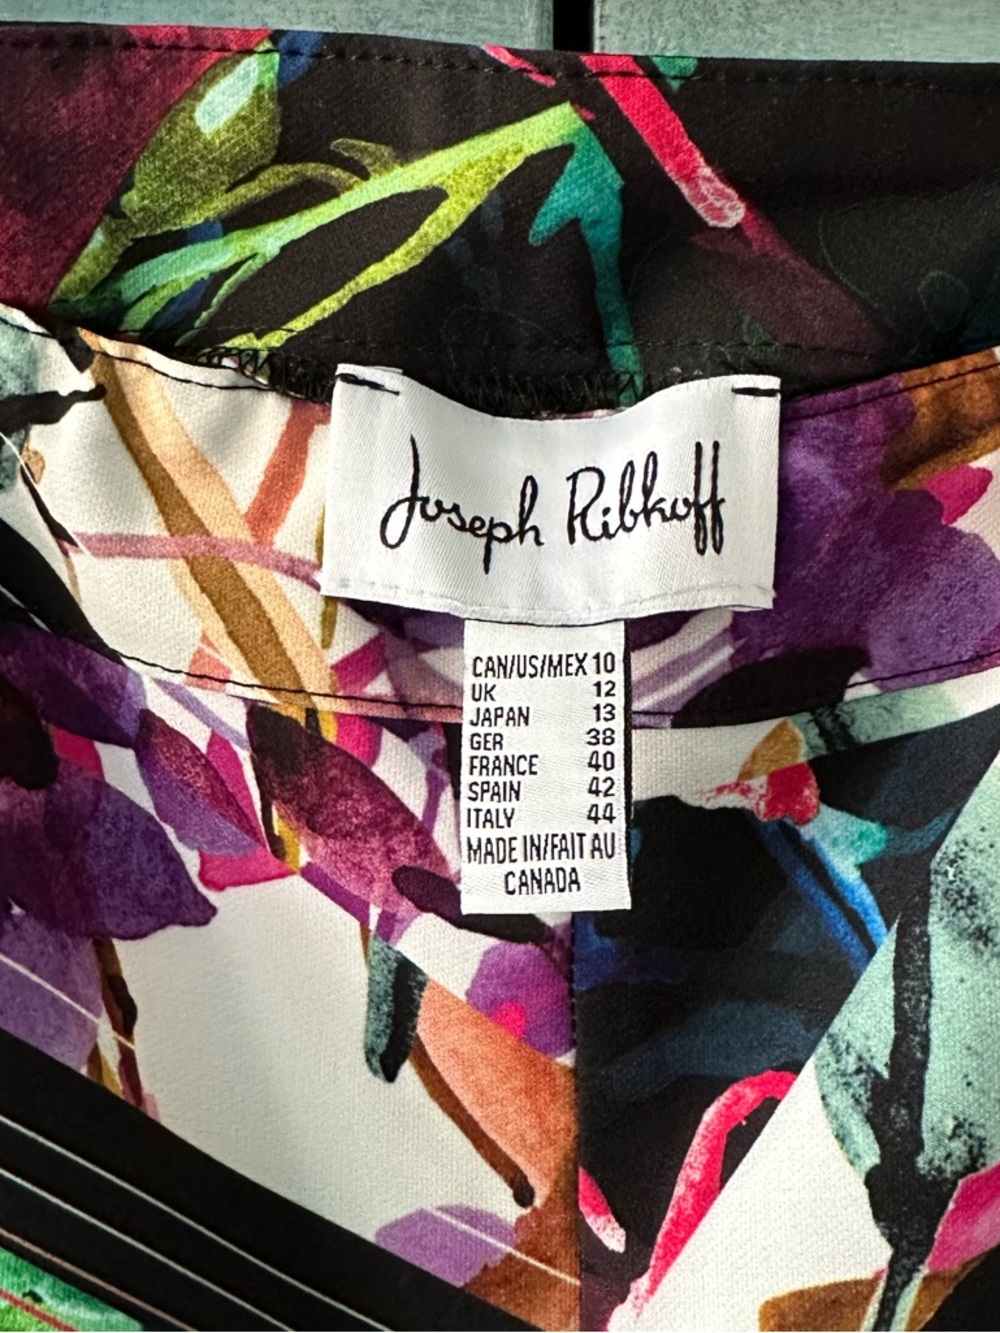 Joseph Ribkoff
CAN/US/MEX 10
UK 12
JAPAN 13
GER 38
FRANCE 40
SPAIN 42
ITALY 44
MADE IN/FAIT AU
CANADA